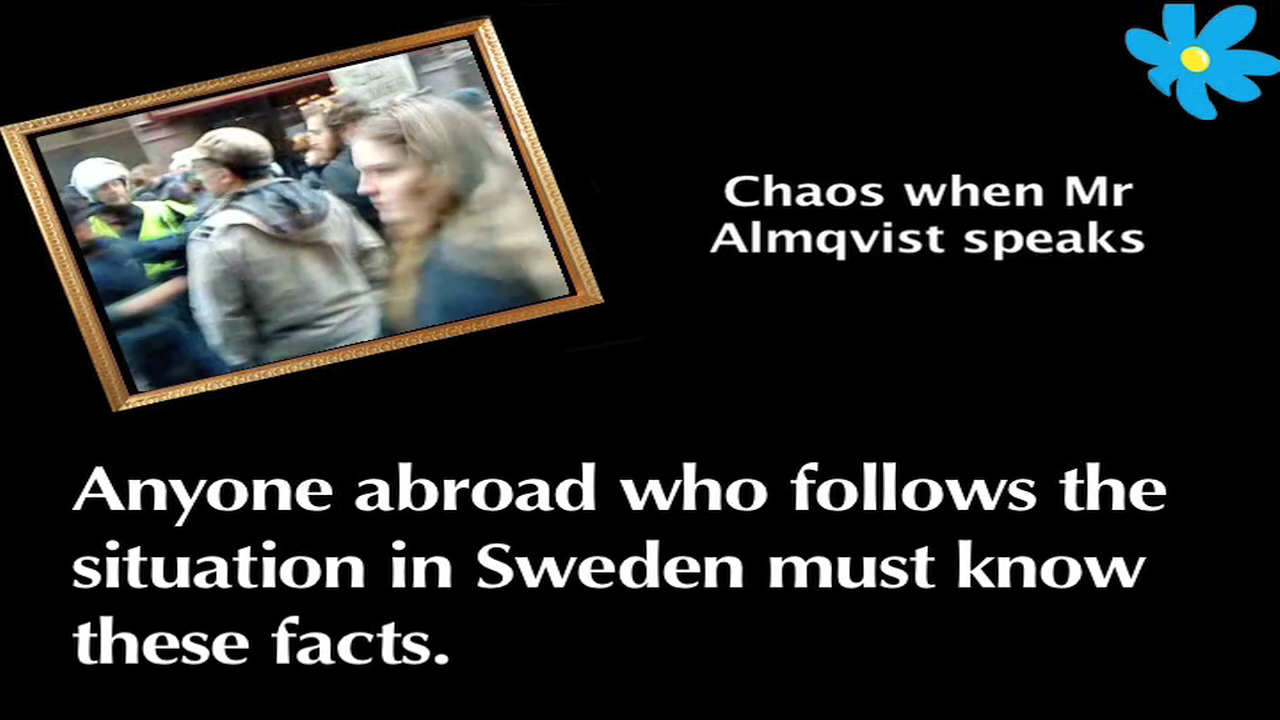 Chaos when Mr
Almqvist speaks
Anyone abroad who follows the
situation in Sweden must know
these facts.